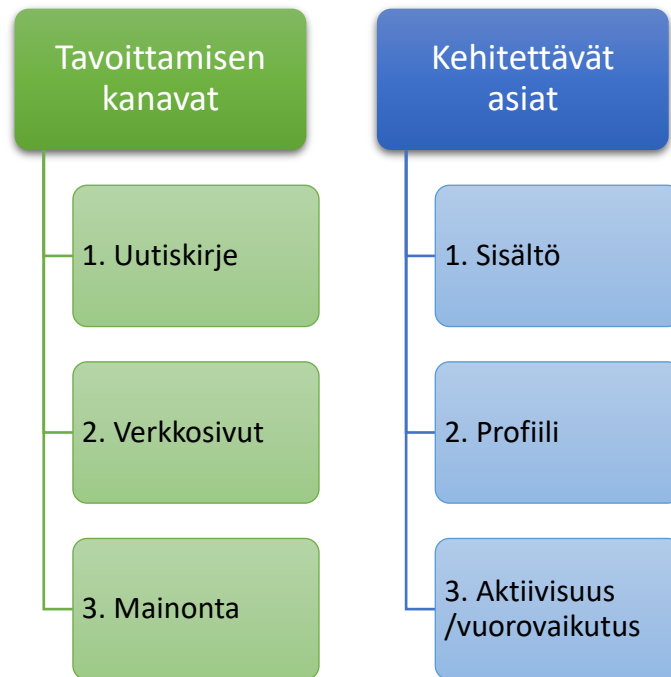 Tavoittamisen
kanavat
1. Uutiskirje
2. Verkkosivut
3. Mainonta
Kehitettävät
asiat
1. Sisältö
2. Profiili
3. Aktiivisuus
/vuorovaikutus